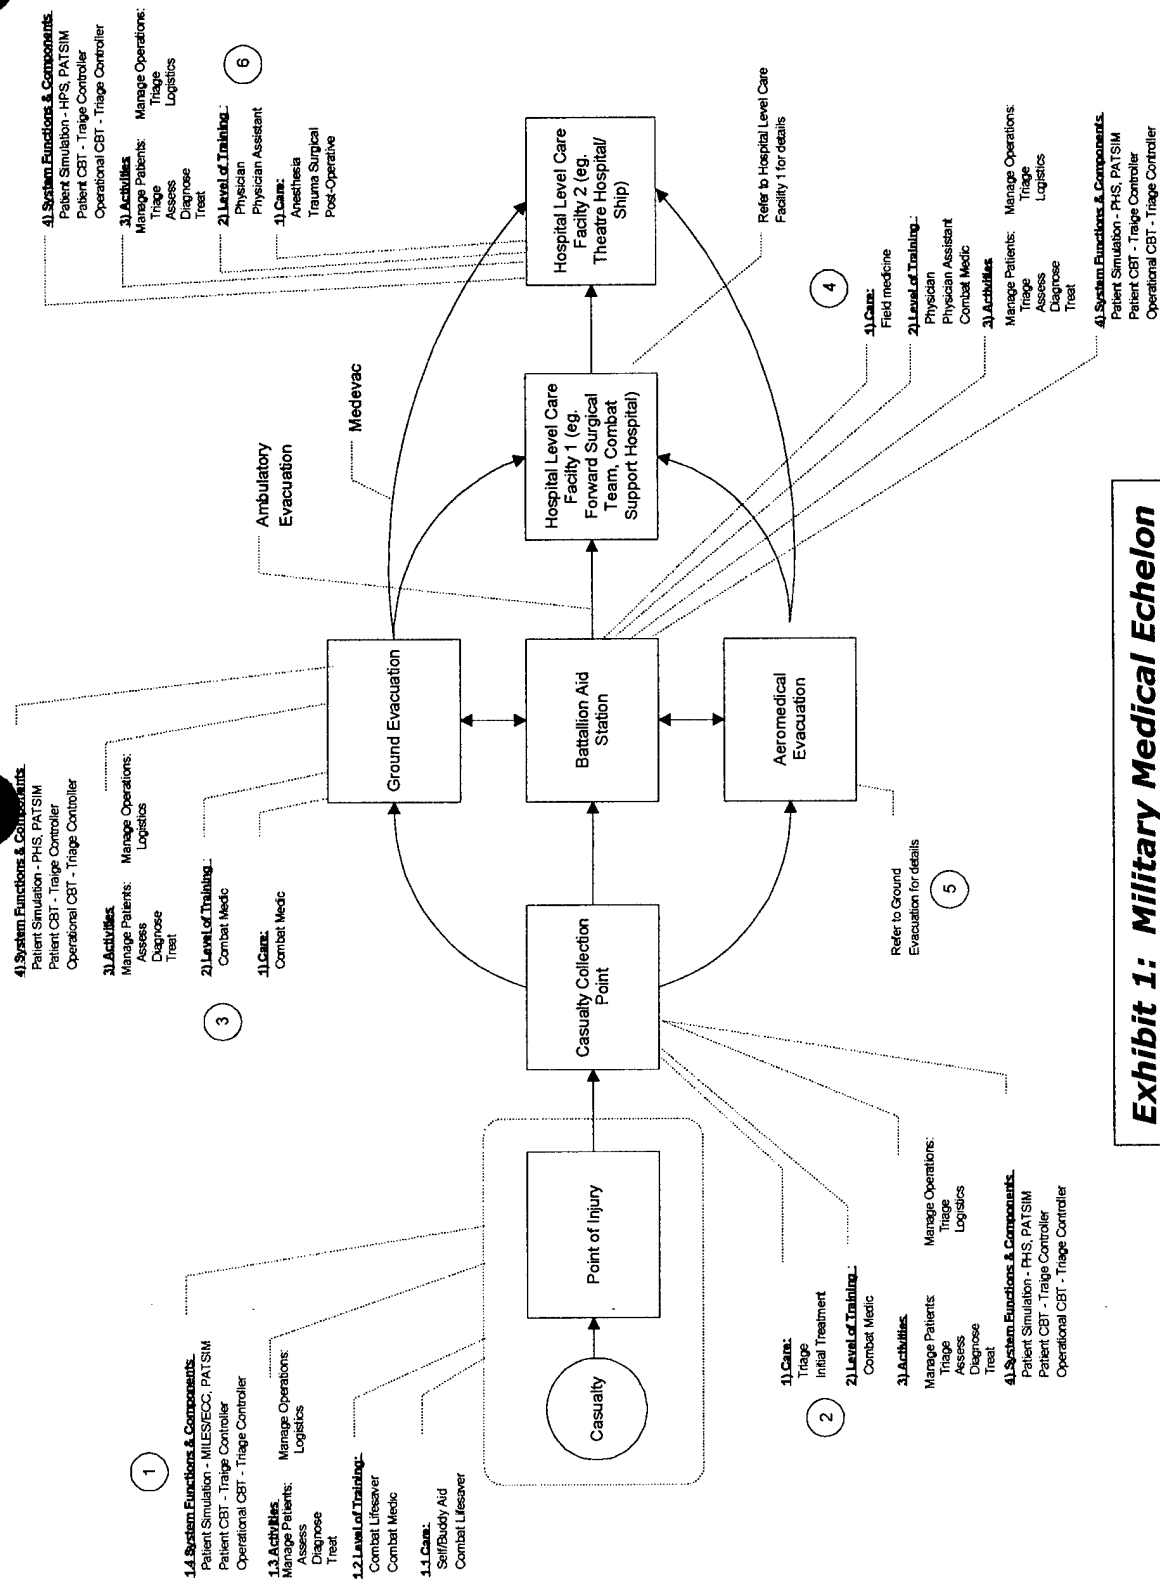 1
1.4 System Functions & Components
Patient Simulation - MILES/ECC, PATSIM
Patient CBT - Traige Controller
Operational CBT - Triage Controller
1.3 Activities
Manage Patients:
Assess
Diagnose
Treat
Manage Operations:
Logistics
1.2 Level of Training:
Combat Lifesaver
Combat Medic
1.1 Care:
Self/Buddy Aid
Combat Lifesaver
Casualty
Point of Injury
2
1) Care:
Triage
Initial Treatment
2) Level of Training :
Combat Medic
3) Activities
Manage Patients:
Triage
Assess
Diagnose
Treat
Manage Operations:
Triage
Logistics
4) System Functions & Components
Patient Simulation - PHS, PATSIM
Patient CBT - Traige Controller
Operational CBT - Triage Controller
Casualty Collection
Point
3
4) System Functions & Components
Patient Simulation - PHS, PATSIM
Patient CBT - Traige Controller
Operational CBT - Triage Controller
3) Activities
Manage Patients:
Assess
Diagnose
Treat
Manage Operations:
Logistics
2) Level of Training :
Combat Medic
1) Care:
Combat Medic
Ground Evacuation
Battallion Aid
Station
Aeromedical
Evacuation
Refer to Ground
Evacuation for details
5
Ambulatory
Evacuation
Medevac
Hospital Level Care
Facilty 1 (eg.
Forward Surgical
Team, Combat
Support Hospital)
Hospital Level Care
Facilty 2 (eg.
Theatre Hospital/
Ship)
Refer to Hospital Level Care
Facility 1 for details
4
1) Care:
Field medicine
2) Level of Training :
Physician
Physician Assistant
Combat Medic
3) Activities
Manage Patients:
Triage
Assess
Diagnose
Treat
Manage Operations:
Triage
Logistics
4) System Functions & Components
Patient Simulation - PHS, PATSIM
Patient CBT - Traige Controller
Operational CBT - Triage Controller
6
4) System Functions & Components
Patient Simulation - HPS, PATSIM
Patient CBT - Traige Controller
Operational CBT - Triage Controller
3) Activities
Manage Patients:
Triage
Assess
Diagnose
Treat
Manage Operations:
Triage
Logistics
2) Level of Training :
Physician
Physician Assistant
1) Care:
Anesthesia
Trauma Surgical
Post-Operative
Exhibit 1: Military Medical Echelon